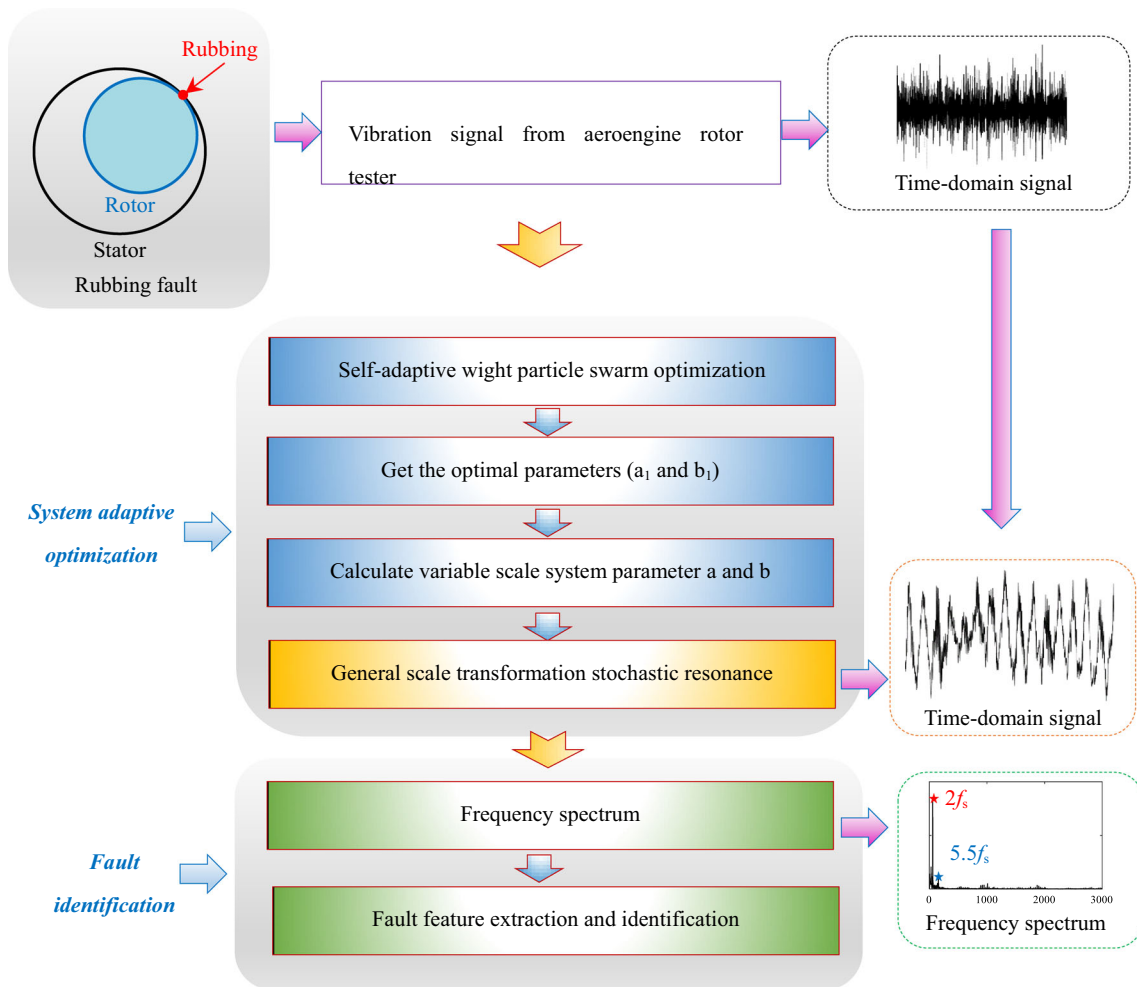 Rubbing
Rotor
Stator
Rubbing fault
Vibration signal from aeroengine rotor
tester
Time-domain signal
Self-adaptive wight particle swarm optimization
Get the optimal parameters (a₁ and b₁)
System adaptive
optimization
Calculate variable scale system parameter a and b
General scale transformation stochastic resonance
Time-domain signal
Frequency spectrum
Fault
identification
Fault feature extraction and identification
2fₛ
5.5fₛ
0 1000 2000 3000
Frequency spectrum